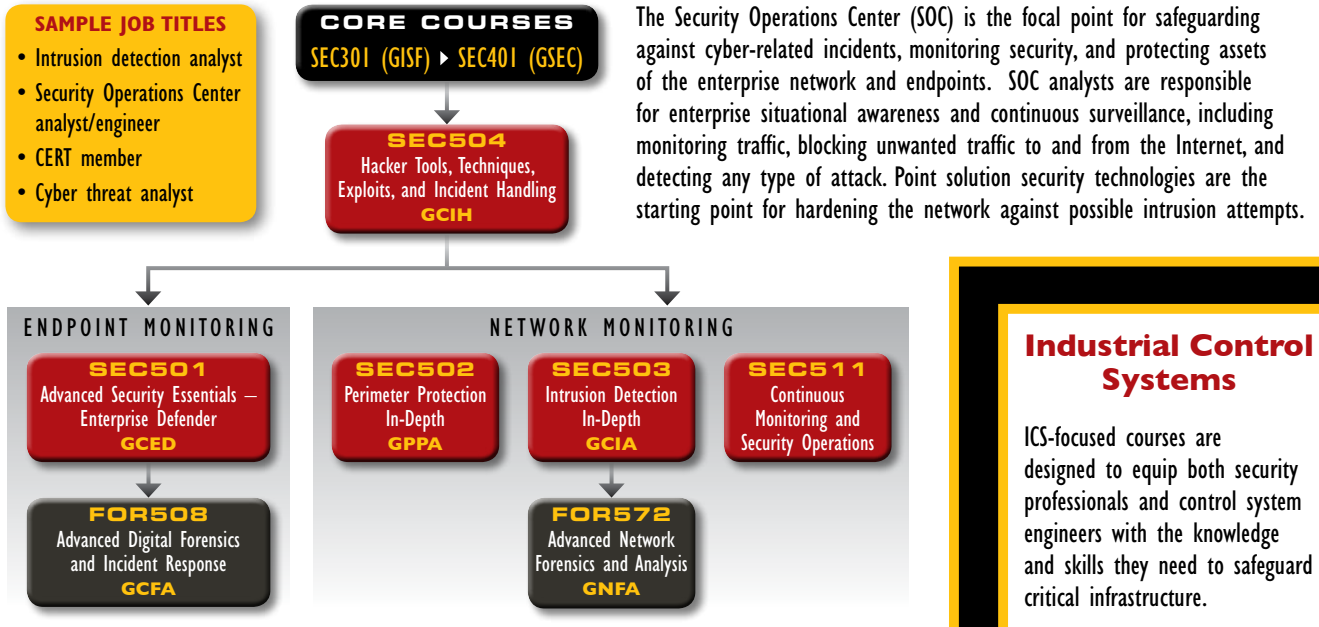 SAMPLE JOB TITLES
• Intrusion detection analyst
• Security Operations Center
analyst/engineer
• CERT member
• Cyber threat analyst
CORE COURSES
SEC301 (GISF) ▸ SEC401 (GSEC)
SEC504
Hacker Tools, Techniques,
Exploits, and Incident Handling
GCIH
The Security Operations Center (SOC) is the focal point for safeguarding
against cyber-related incidents, monitoring security, and protecting assets
of the enterprise network and endpoints. SOC analysts are responsible
for enterprise situational awareness and continuous surveillance, including
monitoring traffic, blocking unwanted traffic to and from the Internet, and
detecting any type of attack. Point solution security technologies are the
starting point for hardening the network against possible intrusion attempts.
ENDPOINT MONITORING
SEC501
Advanced Security Essentials –
Enterprise Defender
GCED
FOR508
Advanced Digital Forensics
and Incident Response
GCFA
NETWORK MONITORING
SEC502
Perimeter Protection
In-Depth
GPPA
SEC503
Intrusion Detection
In-Depth
GCIA
SEC511
Continuous
Monitoring and
Security Operations
FOR572
Advanced Network
Forensics and Analysis
GNFA
Industrial Control
Systems
ICS-focused courses are
designed to equip both security
professionals and control system
engineers with the knowledge
and skills they need to safeguard
critical infrastructure.